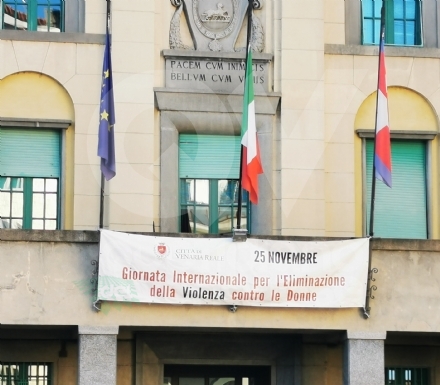 PACEM CVM INIMICIS
BELLVM CVM VITIIS
CITTÀ DI
VENARIA REALE
25 NOVEMBRE
Giornata Internazionale per l'Eliminazione
della Violenza contro le Donne